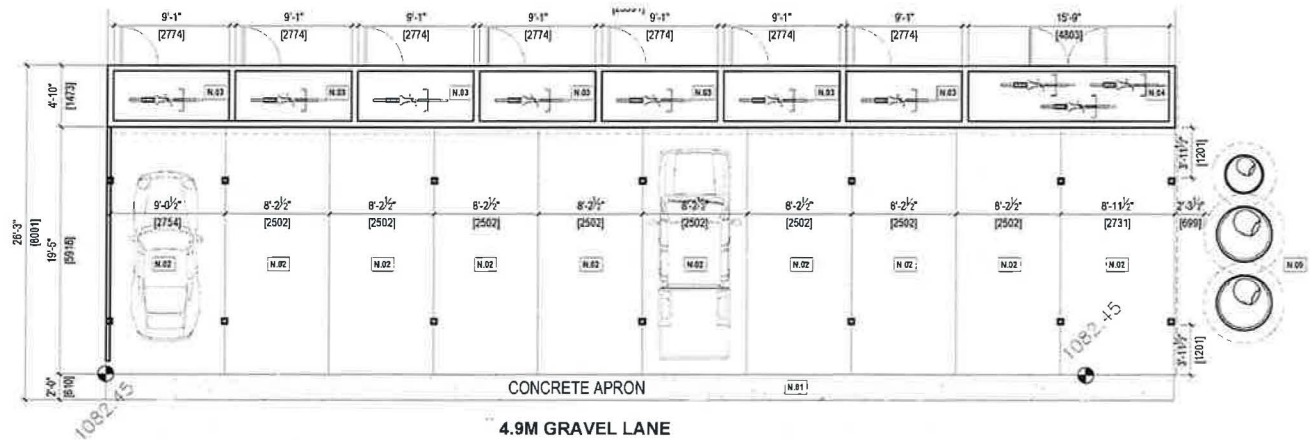 9'-1" 9'-1" 9'-1" 9'-1" 9'-1" 9'-1" 9'-1" 15'-9"
[2774] [2774] [2774] [2774] [2774] [2774] [2774] [4803]
4'-10"
[1473]
N.03 N.03 N.03 N.03 N.03 N.03 N.03 N.04
3'-11½"
[1201]
9'-0½" 8'-2½" 8'-2½" 8'-2½" 8'-2½" 8'-2½" 8'-2½" 8'-2½" 8'-2½" 8'-11½" 2'-3½"
[2754] [2502] [2502] [2502] [2502] [2502] [2502] [2502] [2502] [2731] [699]
26'-3"
[8001]
19'-5"
[5918]
N.02 N.02 N.02 N.02 N.02 N.02 N.02 N.02 N.02 N.02
1082.45
3'-11½"
[1201]
2'-0"
[610]
1082.45
CONCRETE APRON N.01
4.9M GRAVEL LANE